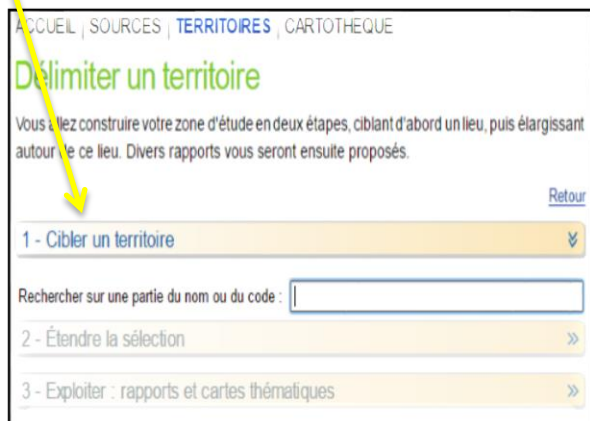 ACCUEIL | SOURCES | TERRITOIRES | CARTOTHEQUE
Délimiter un territoire
Vous allez construire votre zone d'étude en deux étapes, ciblant d'abord un lieu, puis élargissant
autour de ce lieu. Divers rapports vous seront ensuite proposés.
Retour
1 - Cibler un territoire
Rechercher sur une partie du nom ou du code :
2 - Étendre la sélection
3 - Exploiter : rapports et cartes thématiques